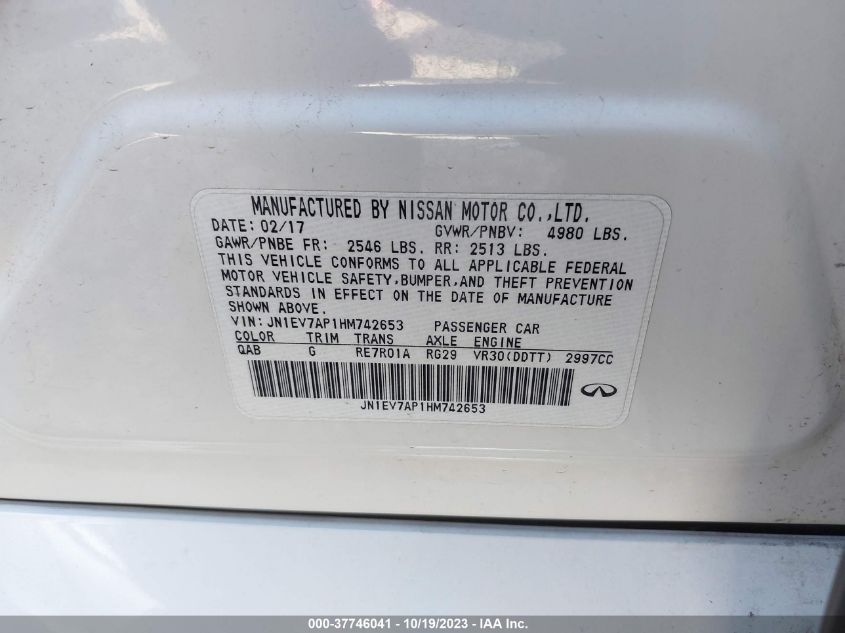 MANUFACTURED BY NISSAN MOTOR CO.,LTD.
DATE: 02/17 GVWR/PNBV: 4980 LBS.
GAWR/PNBE FR: 2546 LBS. RR: 2513 LBS.
THIS VEHICLE CONFORMS TO ALL APPLICABLE FEDERAL
MOTOR VEHICLE SAFETY,BUMPER,AND THEFT PREVENTION
STANDARDS IN EFFECT ON THE DATE OF MANUFACTURE
SHOWN ABOVE.
VIN:JN1EV7AP1HM742653 PASSENGER CAR
COLOR TRIM TRANS AXLE ENGINE
QAB G RE7R01A RG29 VR30(DDTT) 2997CC
JN1EV7AP1HM742653
000-37746041 - 10/19/2023 - IAAI.com